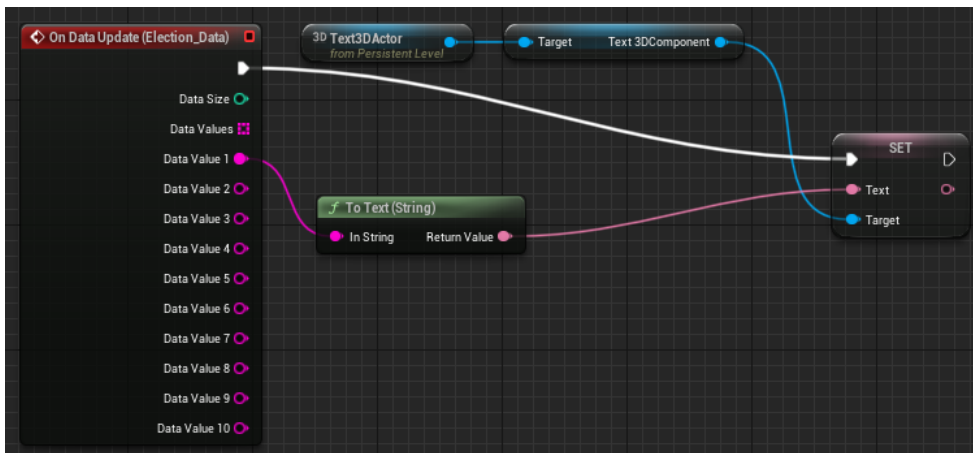 On Data Update (Election_Data)
Data Size
Data Values
Data Value 1
Data Value 2
Data Value 3
Data Value 4
Data Value 5
Data Value 6
Data Value 7
Data Value 8
Data Value 9
Data Value 10
3D Text3DActor
from Persistent Level
Target Text 3DComponent
f To Text (String)
In String Return Value
SET
Text
Target